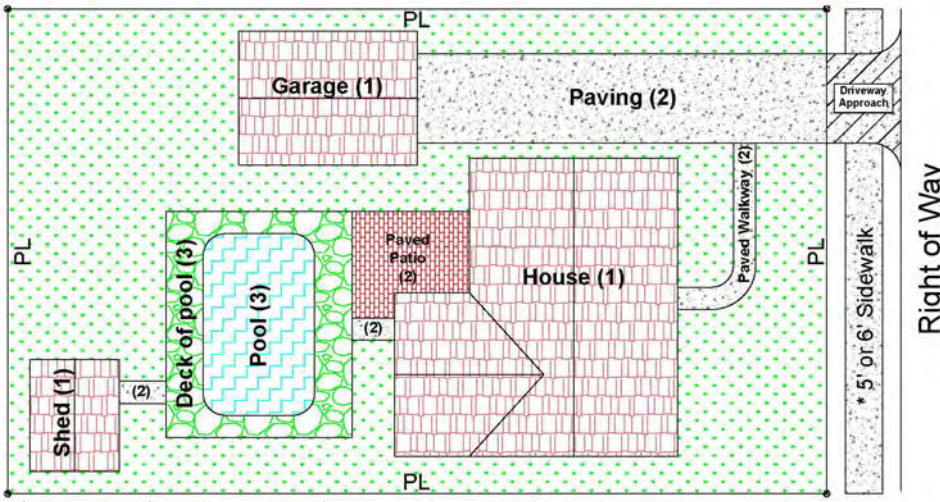 PL
Garage (1)
Paving (2)
Driveway
Approach
PL
Deck of pool (3)
Pool (3)
Paved
Patio
(2)
(2)
House (1)
Paved Walkway (2)
PL
* 5' or 6' Sidewalk
Right of Way
Shed (1)
(2)
PL